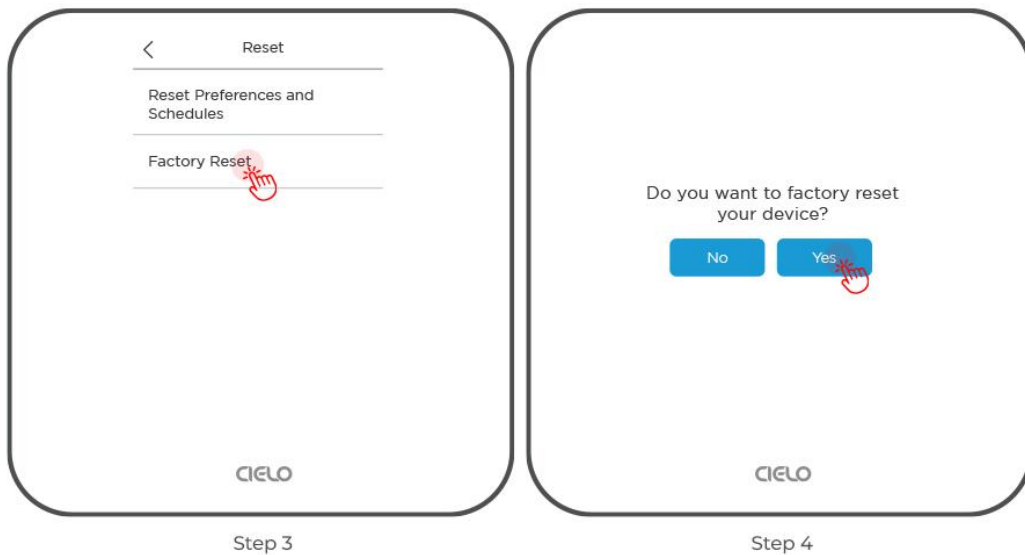 Reset
Reset Preferences and
Schedules
Factory Reset
CIELO
Step 3
Do you want to factory reset
your device?
No
Yes
CIELO
Step 4